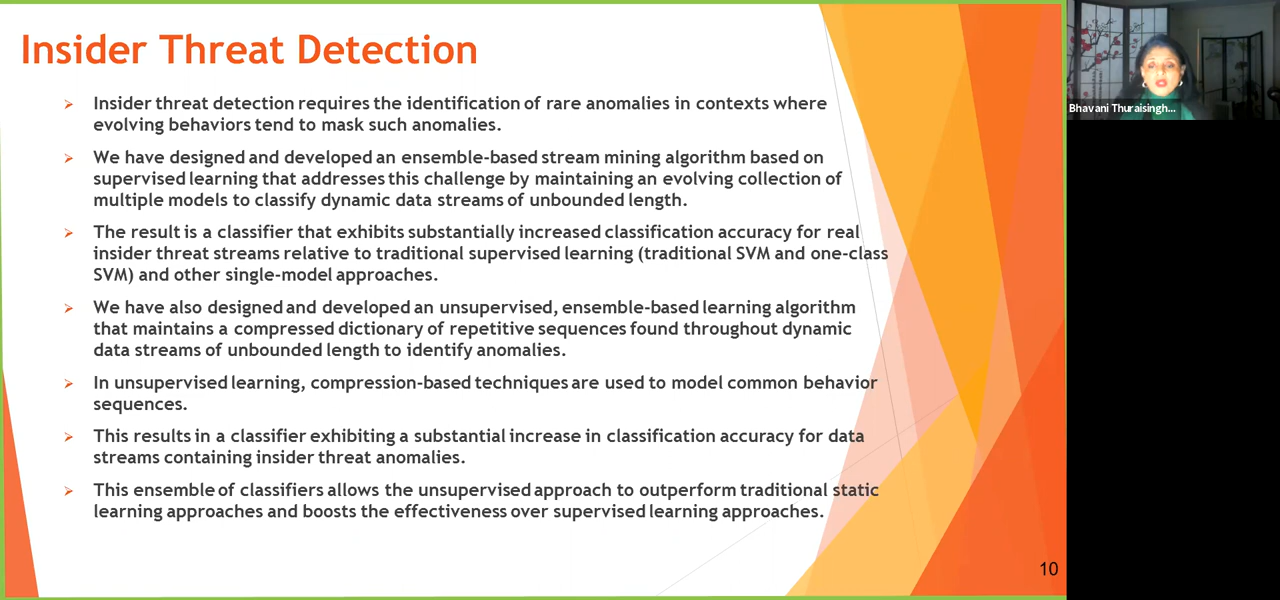 Insider Threat Detection
Insider threat detection requires the identification of rare anomalies in contexts where
evolving behaviors tend to mask such anomalies.
We have designed and developed an ensemble-based stream mining algorithm based on
supervised learning that addresses this challenge by maintaining an evolving collection of
multiple models to classify dynamic data streams of unbounded length.
The result is a classifier that exhibits substantially increased classification accuracy for real
insider threat streams relative to traditional supervised learning (traditional SVM and one-class
SVM) and other single-model approaches.
We have also designed and developed an unsupervised, ensemble-based learning algorithm
that maintains a compressed dictionary of repetitive sequences found throughout dynamic
data streams of unbounded length to identify anomalies.
In unsupervised learning, compression-based techniques are used to model common behavior
sequences.
This results in a classifier exhibiting a substantial increase in classification accuracy for data
streams containing insider threat anomalies.
This ensemble of classifiers allows the unsupervised approach to outperform traditional static
learning approaches and boosts the effectiveness over supervised learning approaches.
10
Bhavani Thuraisingh...